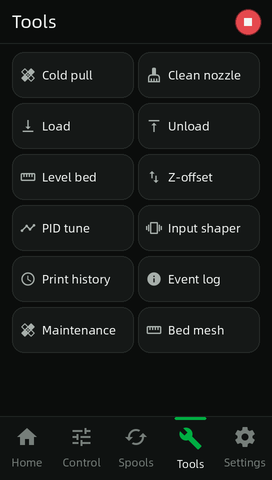 Tools
Cold pull
Clean nozzle
Load
Unload
Level bed
Z-offset
PID tune
Input shaper
Print history
Event log
Maintenance
Bed mesh
Home
Control
Spools
Tools
Settings